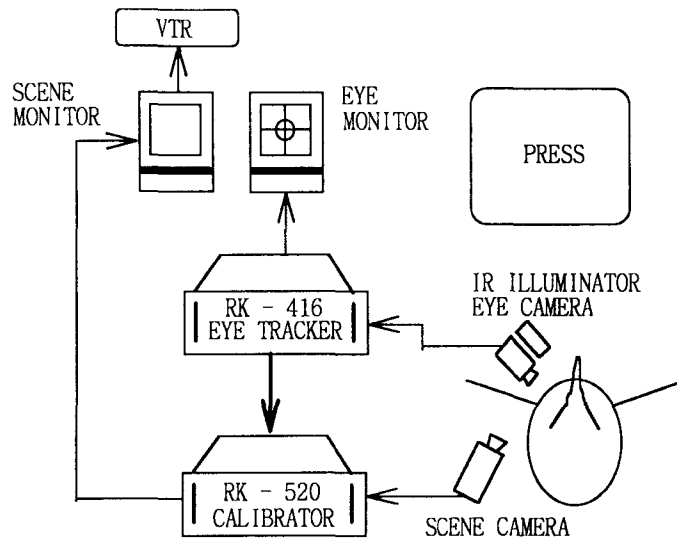 VTR
SCENE
MONITOR
EYE
MONITOR
PRESS
RK - 416
EYE TRACKER
IR ILLUMINATOR
EYE CAMERA
RK - 520
CALIBRATOR
SCENE CAMERA